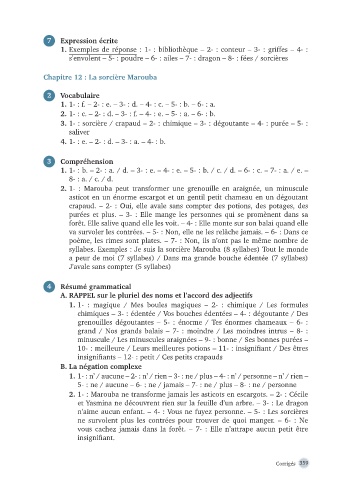 7 Expression écrite
1. Exemples de réponse : 1- : bibliothèque – 2- : conteur – 3- : griffes – 4- :
s'envolent – 5- : poudre – 6- : ailes – 7- : dragon – 8- : fées / sorcières
Chapitre 12 : La sorcière Marouba
2 Vocabulaire
1. 1- : f. – 2- : e. – 3- : d. – 4- : c. – 5- : b. – 6- : a.
2. 1- : c. – 2- : d. – 3- : f. – 4- : e. – 5- : a. – 6- : b.
3. 1- : sorcière / crapaud – 2- : chimique – 3- : dégoutante – 4- : purée – 5- :
saliver
4. 1- : e. – 2- : d. – 3- : a. – 4- : b.
3 Compréhension
1. 1- : b. – 2- : a. / d. – 3- : e. – 4- : e. – 5- : b. / c. / d. – 6- : c. – 7- : a. / e. –
8- : a. / c. / d.
2. 1- : Marouba peut transformer une grenouille en araignée, un minuscule
asticot en un énorme escargot et un gentil petit chameau en un dégoutant
crapaud. – 2- : Oui, elle avale sans compter des potions, des potages, des
purées et plus. – 3- : Elle mange les personnes qui se promènent dans sa
forêt. Elle salive quand elle les voit. – 4- : Elle monte sur son balai quand elle
va survoler les contrées. – 5- : Non, elle ne les relâche jamais. – 6- : Dans ce
poème, les rimes sont plates. – 7- : Non, ils n'ont pas le même nombre de
syllabes. Exemples : Je suis la sorcière Marouba (8 syllabes) Tout le monde
a peur de moi (7 syllabes) / Dans ma grande bouche édentée (7 syllabes)
J'avale sans compter (5 syllabes)
4 Résumé grammatical
A. RAPPEL sur le pluriel des noms et l'accord des adjectifs
1. 1- : magique / Mes boules magiques – 2- : chimique / Les formules
chimiques – 3- : édentée / Vos bouches édentées – 4- : dégoutante / Des
grenouilles dégoutantes – 5- : énorme / Tes énormes chameaux – 6- :
grand / Nos grands balais – 7- : moindre / Les moindres intrus – 8- :
minuscule / Les minuscules araignées – 9- : bonne / Ses bonnes purées –
10- : meilleure / Leurs meilleures potions – 11- : insignifiant / Des êtres
insignifiants – 12- : petit / Ces petits crapauds
B. La négation complexe
1. 1- : n' / aucune – 2- : n' / rien – 3- : ne / plus – 4- : n' / personne – n' / rien –
5- : ne / aucune – 6- : ne / jamais – 7- : ne / plus – 8- : ne / personne
2. 1- : Marouba ne transforme jamais les asticots en escargots. – 2- : Cécile
et Yasmina ne découvrent rien sur la feuille d'un arbre. – 3- : Le dragon
n'aime aucun enfant. – 4- : Vous ne fuyez personne. – 5- : Les sorcières
ne survolent plus les contrées pour trouver de quoi manger. – 6- : Ne
vous cachez jamais dans la forêt. – 7- : Elle n'attrape aucun petit être
insignifiant.
Corrigés 359